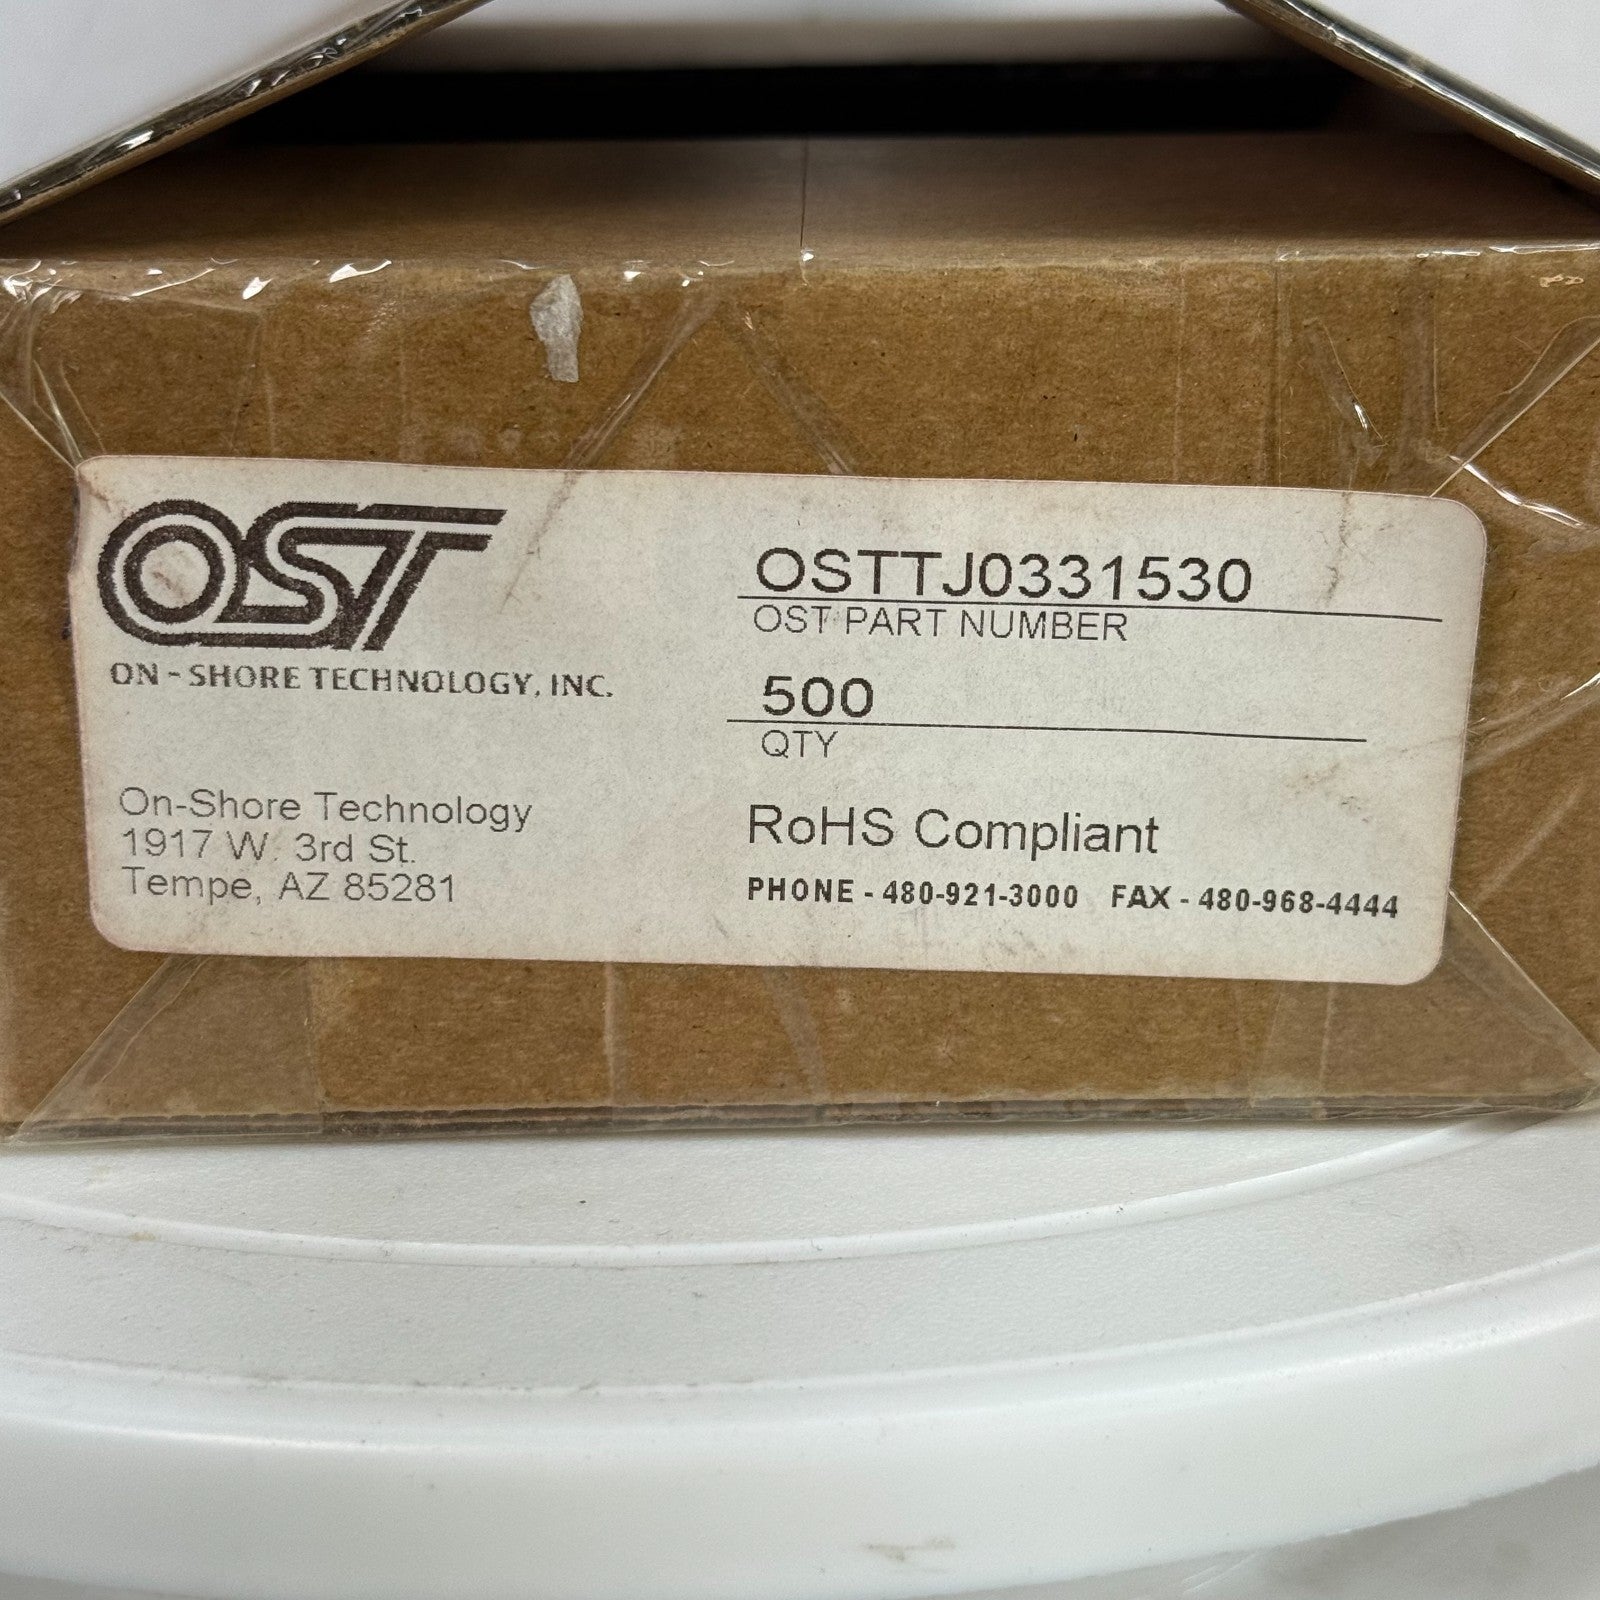 OST
ON-SHORE TECHNOLOGY, INC.
On-Shore Technology
1917 W. 3rd St.
Tempe, AZ 85281
OSTTJ0331530
OST PART NUMBER
500
QTY
RoHS Compliant
PHONE - 480-921-3000 FAX - 480-968-4444